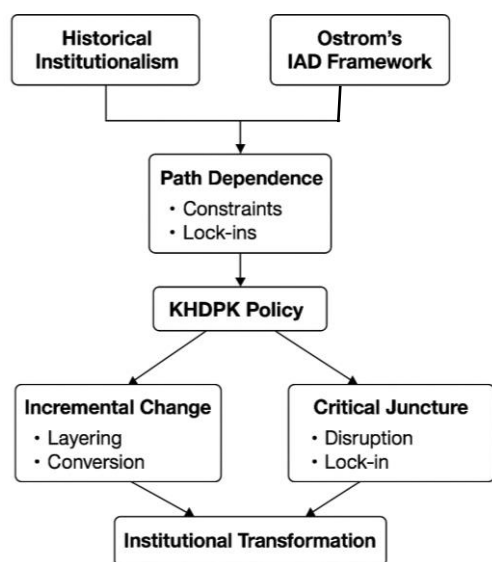 Historical
Institutionalism
Ostrom's
IAD Framework
Path Dependence
• Constraints
• Lock-ins
KHDPK Policy
Incremental Change
• Layering
• Conversion
Critical Juncture
• Disruption
• Lock-in
Institutional Transformation